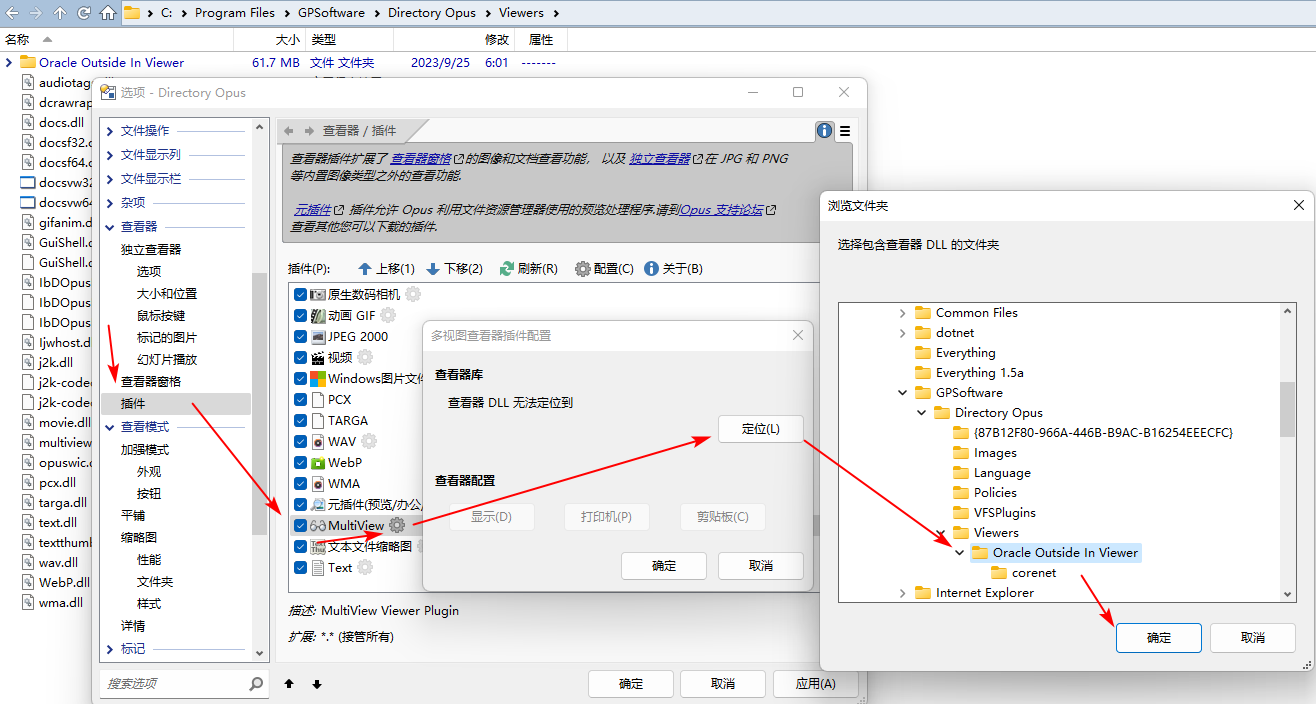 C: Program Files GPSoftware Directory Opus Viewers
名称 大小 类型 修改 属性
Oracle Outside In Viewer 61.7 MB 文件 文件夹 2023/9/25 6:01 -------
audiotag
dcrawrap
docs.dll
docsf32.d
docsf64.d
docsvw32
docsvw64
gifanim.d
GuiShell.d
GuiShell.d
IbDOpus
IbDOpus
IbDOpus
Ijwhost.d
j2k.dll
j2k-codec
j2k-codec
movie.dll
multiview
opuswic.d
pcx.dll
targa.dll
text.dll
textthumb
wav.dll
WebP.dll
wma.dll
选项 - Directory Opus
文件操作
文件显示列
文件显示栏
杂项
查看器
独立查看器
选项
大小和位置
鼠标按键
标记的图片
幻灯片播放
查看器窗格
插件
查看模式
加强模式
外观
按钮
平铺
缩略图
性能
文件夹
样式
详情
标记
搜索选项
查看器 / 插件
查看器插件扩展了 查看器窗格 的图像和文档查看功能， 以及 独立查看器 在 JPG 和 PNG
等内置图像类型之外的查看功能.
元插件 插件允许 Opus 利用文件资源管理器使用的预览处理程序.请到Opus 支持论坛
查看其他您可以下载的插件.
插件(P): 上移(1) 下移(2) 刷新(R) 配置(C) 关于(B)
原生数码相机
动画 GIF
JPEG 2000
视频
Windows图片文件
PCX
TARGA
WAV
WebP
WMA
元插件(预览/办公/
MultiView
文本文件缩略图
Text
描述: MultiView Viewer Plugin
扩展: *.* (接管所有)
确定 取消 应用(A)
多视图查看器插件配置
查看器库
查看器 DLL 无法定位到
定位(L)
查看器配置
显示(D) 打印机(P) 剪贴板(C)
确定 取消
浏览文件夹
选择包含查看器 DLL 的文件夹
Common Files
dotnet
Everything
Everything 1.5a
GPSoftware
Directory Opus
{87B12F80-966A-446B-B9AC-B16254EEECFC}
Images
Language
Policies
VFSPlugins
Viewers
Oracle Outside In Viewer
corenet
Internet Explorer
确定 取消